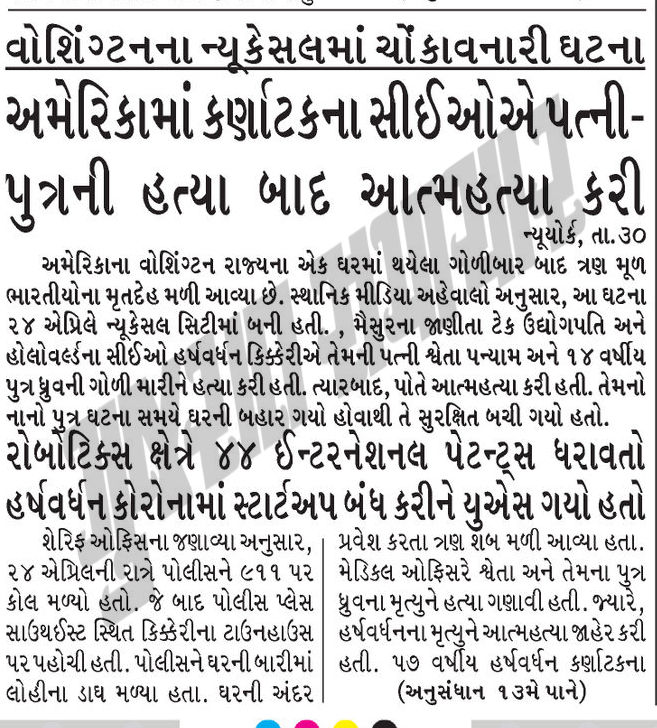 વોશિંગ્ટનના ન્યૂકેસલમાં ચોંકાવનારી ઘટના
અમેરિકામાં કર્ણાટકના સીઈઓએ પત્ની-
પુત્રની હત્યા બાદ આત્મહત્યા કરી
ન્યૂયોર્ક, તા.૩૦
અમેરિકાના વોશિંગ્ટન રાજ્યના એક ઘરમાં થયેલા ગોળીબાર બાદ ત્રણ મૂળ
ભારતીયોના મૃતદેહ મળી આવ્યા છે. સ્થાનિક મીડિયા અહેવાલો અનુસાર, આ ઘટના
૨૪ એપ્રિલે ન્યૂકેસલ સિટીમાં બની હતી. , મૈસુરના જાણીતા ટેક ઉદ્યોગપતિ અને
હોલોવર્લ્ડના સીઈઓ હર્ષવર્ધન કિક્કેરીએ તેમની પત્ની શ્વેતા પન્યામ અને ૧૪ વર્ષીય
પુત્ર ધ્રુવની ગોળી મારીને હત્યા કરી હતી. ત્યારબાદ, પોતે આત્મહત્યા કરી હતી. તેમનો
નાનો પુત્ર ઘટના સમયે ઘરની બહાર ગયો હોવાથી તે સુરક્ષિત બચી ગયો હતો.
રોબોટિક્સ ક્ષેત્રે ૪૪ ઈન્ટરનેશનલ પેટન્ટ્સ ધરાવતો
હર્ષવર્ધન કોરોનામાં સ્ટાર્ટઅપ બંધ કરીને યુએસ ગયો હતો
શેરિફ ઓફિસના જણાવ્યા અનુસાર,
૨૪ એપ્રિલની રાત્રે પોલીસને ૯૧૧ પર
કોલ મળ્યો હતો. જે બાદ પોલીસ પ્લેસ
સાઉથઈસ્ટ સ્થિત કિક્કેરીના ટાઉનહાઉસ
પર પહોચી હતી. પોલીસને ઘરની બારીમાં
લોહીના ડાઘ મળ્યા હતા. ઘરની અંદર
પ્રવેશ કરતા ત્રણ શબ મળી આવ્યા હતા.
મેડિકલ ઓફિસરે શ્વેતા અને તેમના પુત્ર
ધ્રુવના મૃત્યુને હત્યા ગણાવી હતી. જ્યારે,
હર્ષવર્ધનના મૃત્યુને આત્મહત્યા જાહેર કરી
હતી. ૫૭ વર્ષીય હર્ષવર્ધન કર્ણાટકના
(અનુસંધાન ૧૩મે પાને)